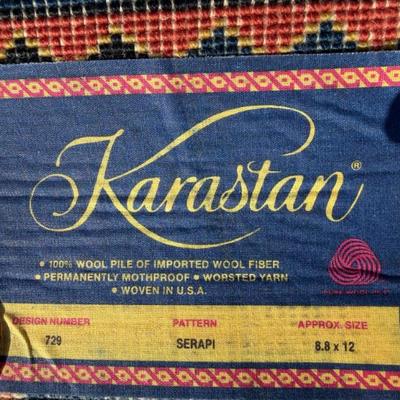 Karastan®
• 100% WOOL PILE OF IMPORTED WOOL FIBER
• PERMANENTLY MOTHPROOF • WORSTED YARN
• WOVEN IN U.S.A.
DESIGN NUMBER PATTERN APPROX. SIZE
729 SERAPI 8.8 x 12